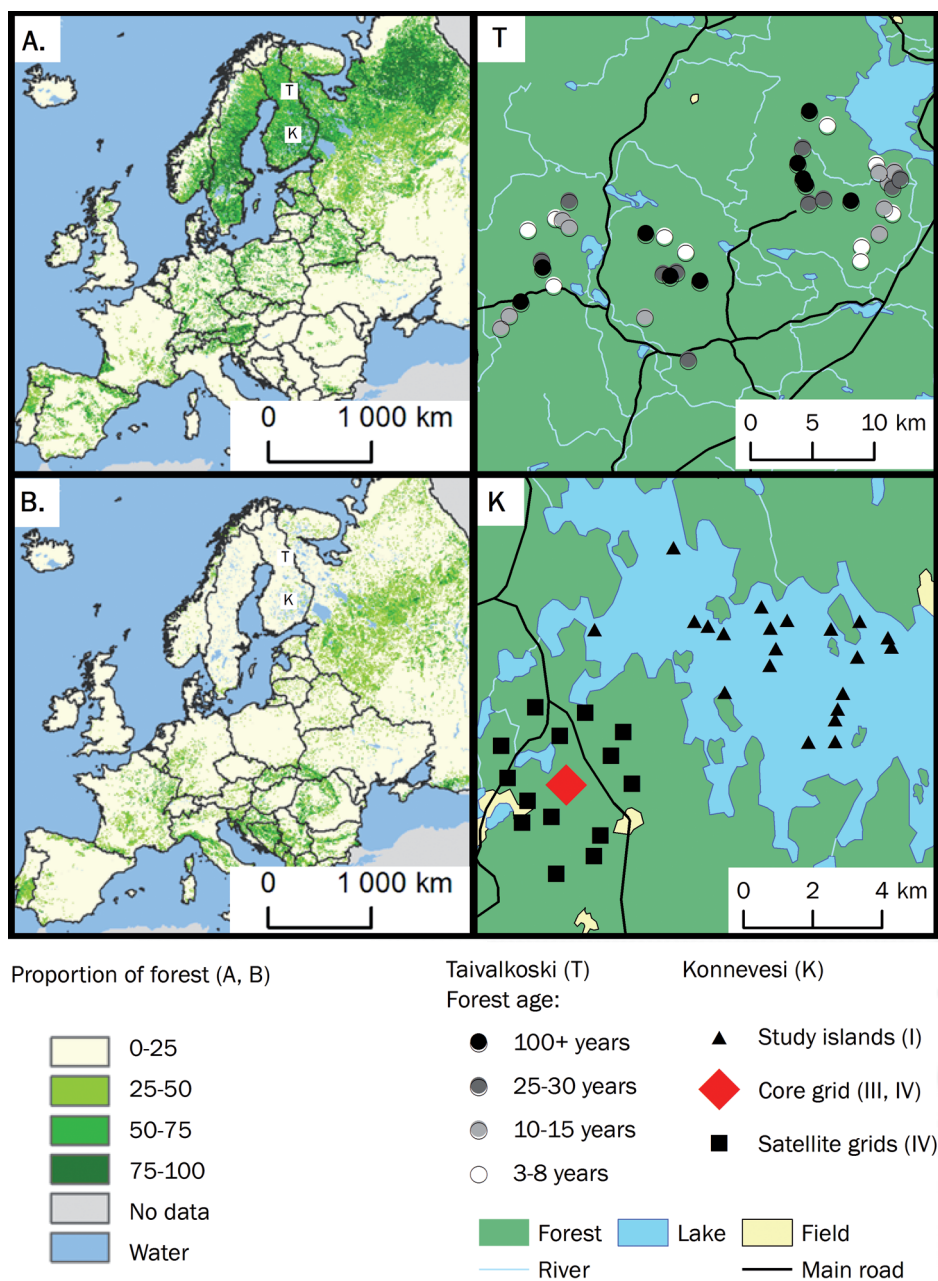 A.
T
K
0 1 000 km
T
0 5 10 km
B.
T
K
0 1 000 km
K
0 2 4 km
Proportion of forest (A, B)
0-25
25-50
50-75
75-100
No data
Water
Taivalkoski (T)
Forest age:
100+ years
25-30 years
10-15 years
3-8 years
Konnevesi (K)
Study islands (I)
Core grid (III, IV)
Satellite grids (IV)
Forest Lake Field
River Main road